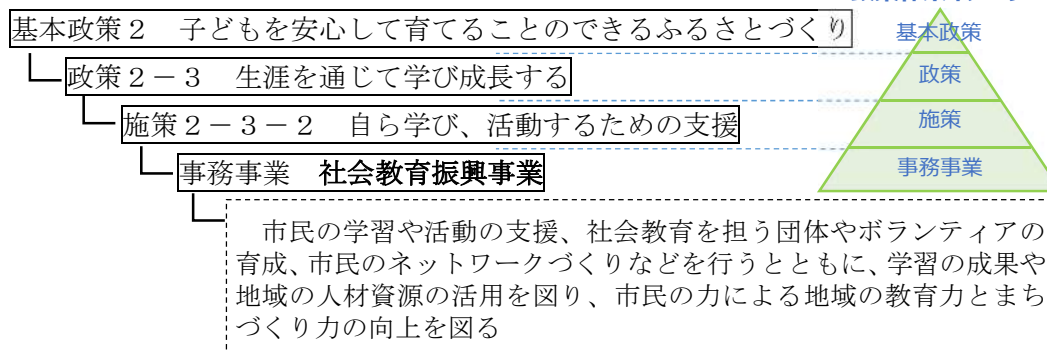 基本政策2 子どもを安心して育てることのできるふるさとづくり
政策2-3 生涯を通じて学び成長する
施策2-3-2 自ら学び、活動するための支援
事務事業 社会教育振興事業
市民の学習や活動の支援、社会教育を担う団体やボランティアの
育成、市民のネットワークづくりなどを行うとともに、学習の成果や
地域の人材資源の活用を図り、市民の力による地域の教育力とまち
づくり力の向上を図る
基本政策
政策
施策
事務事業